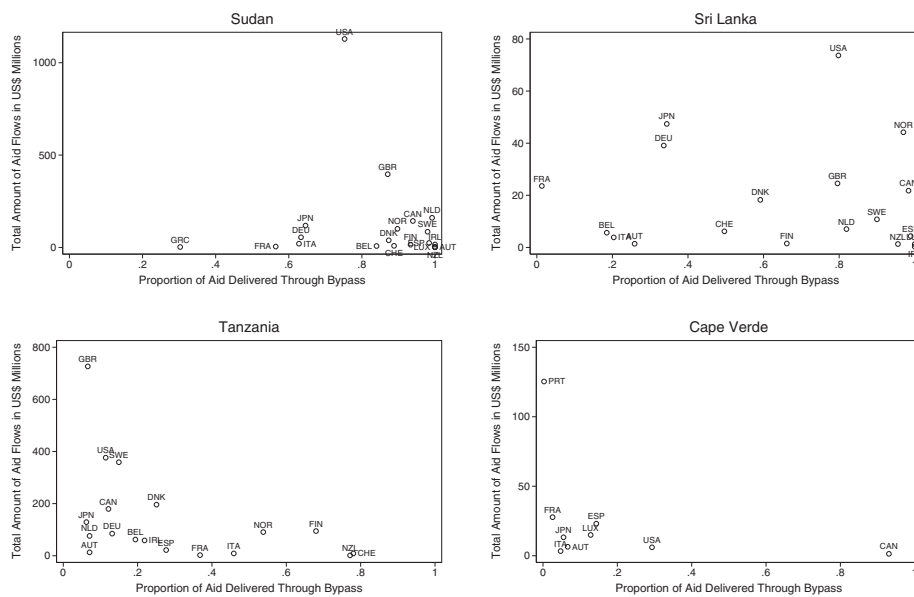 Sudan
Total Amount of Aid Flows in US$ Millions
1000
500
0
USA
GBR
NLD
CAN
JPN
NOR
SWE
DEU
DNK
FIN
IRL
GRC
FRA
ITA
BEL
ESP
LUX
AUT
CHE
NZL
0 .2 .4 .6 .8 1
Proportion of Aid Delivered Through Bypass
Sri Lanka
Total Amount of Aid Flows in US$ Millions
80
60
40
20
0
USA
JPN
NOR
DEU
FRA
GBR
CAN
DNK
SWE
BEL
CHE
NLD
ITA
AUT
FIN
NZL
0 .2 .4 .6 .8
Proportion of Aid Delivered Through Bypass
Tanzania
Total Amount of Aid Flows in US$ Millions
800
600
400
200
0
GBR
USA
SWE
CAN
DNK
JPN
NLD
DEU
BEL
IRL
NOR
FIN
AUT
ESP
FRA
ITA
NZL
CHE
0 .2 .4 .6 .8 1
Proportion of Aid Delivered Through Bypass
Cape Verde
Total Amount of Aid Flows in US$ Millions
150
100
50
0
PRT
FRA
ESP
JPN
LUX
ITA
AUT
USA
CAN
0 .2 .4 .6 .8
Proportion of Aid Delivered Through Bypass